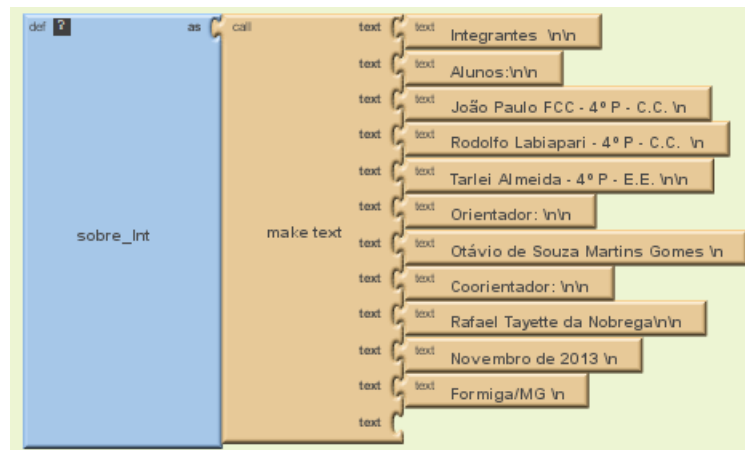 def ? as call text text Integrantes \n\n
text text Alunos:\n\n
text text João Paulo FCC - 4º P - C.C. \n
text text Rodolfo Labiapari - 4º P - C.C. \n
text text Tarlei Almeida - 4º P - E.E. \n\n
text text Orientador: \n\n
sobre_Int make text text text Otávio de Souza Martins Gomes \n
text text Coorientador: \n\n
text text Rafael Tayette da Nobrega\n\n
text text Novembro de 2013 \n
text text Formiga/MG \n
text